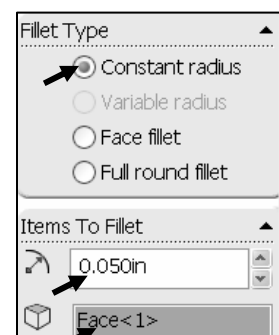 Fillet Type
Constant radius
Variable radius
Face fillet
Full round fillet
Items To Fillet
0.050in
Face<1>